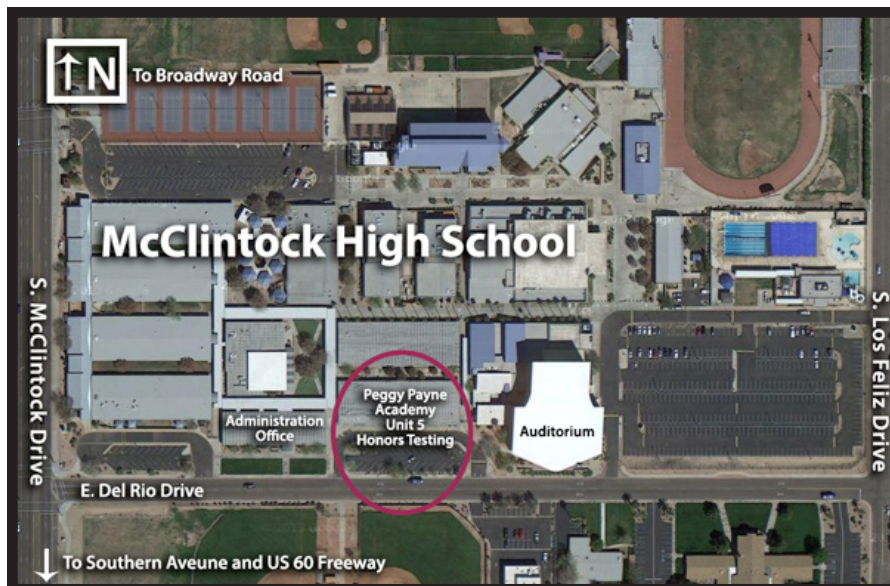 N
To Broadway Road
McClintock High School
S. McClintock Drive
S. Los Feliz Drive
Peggy Payne
Academy
Unit 5
Honors Testing
Administration
Office
Auditorium
E. Del Rio Drive
To Southern Aveune and US 60 Freeway